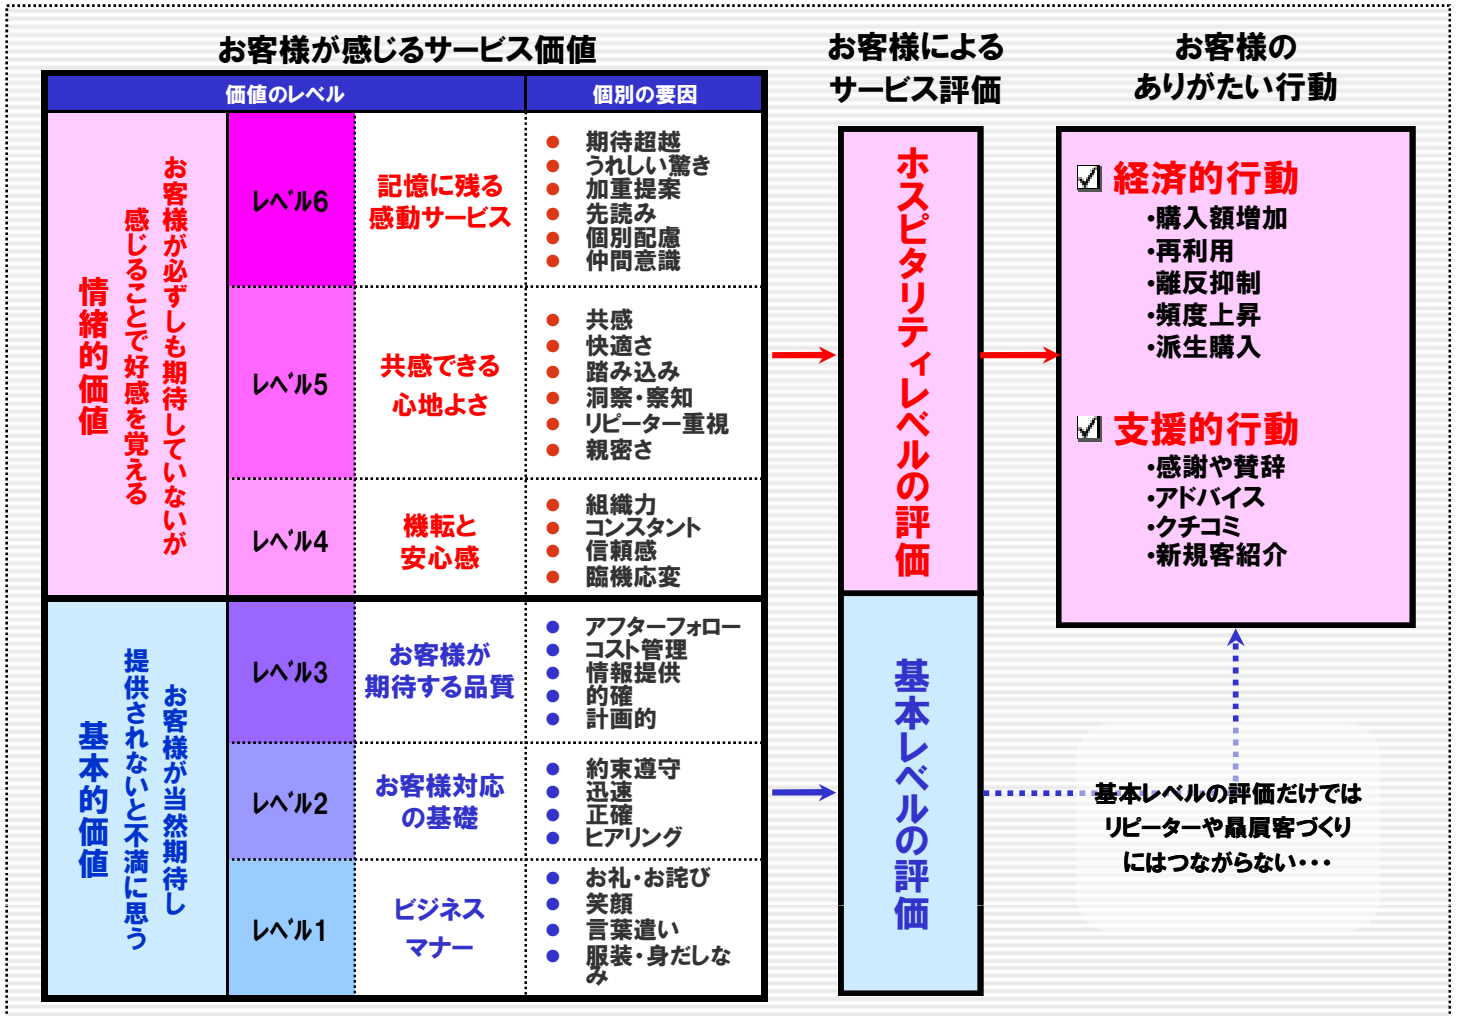 お客様が感じるサービス価値
価値のレベル
個別の要因
情緒的価値
お客様が必ずしも期待していないが
感じることで好感を覚える
レベル6
記憶に残る
感動サービス
期待超越
うれしい驚き
加重提案
先読み
個別配慮
仲間意識
レベル5
共感できる
心地よさ
共感
快適さ
踏み込み
洞察・察知
リピーター重視
親密さ
レベル4
機転と
安心感
組織力
コンスタント
信頼感
臨機応変
基本的価値
お客様が当然期待し
提供されないと不満に思う
レベル3
お客様が
期待する品質
アフターフォロー
コスト管理
情報提供
的確
計画的
レベル2
お客様対応
の基礎
約束遵守
迅速
正確
ヒアリング
レベル1
ビジネス
マナー
お礼・お詫び
笑顔
言葉遣い
服装・身だしな
み
お客様による
サービス評価
ホスピタリティレベルの評価
基本レベルの評価
お客様の
ありがたい行動
経済的行動
・購入額増加
・再利用
・離反抑制
・頻度上昇
・派生購入
支援的行動
・感謝や賛辞
・アドバイス
・クチコミ
・新規客紹介
基本レベルの評価だけでは
リピーターや贔屓客づくり
にはつながらない・・・